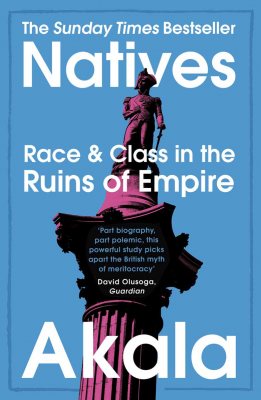 The Sunday Times Bestseller
Natives
Race & Class in the
Ruins of Empire
‘Part biography,
part polemic, this
powerful study picks
apart the British myth
of meritocracy’
David Olusoga,
Guardian
Akala